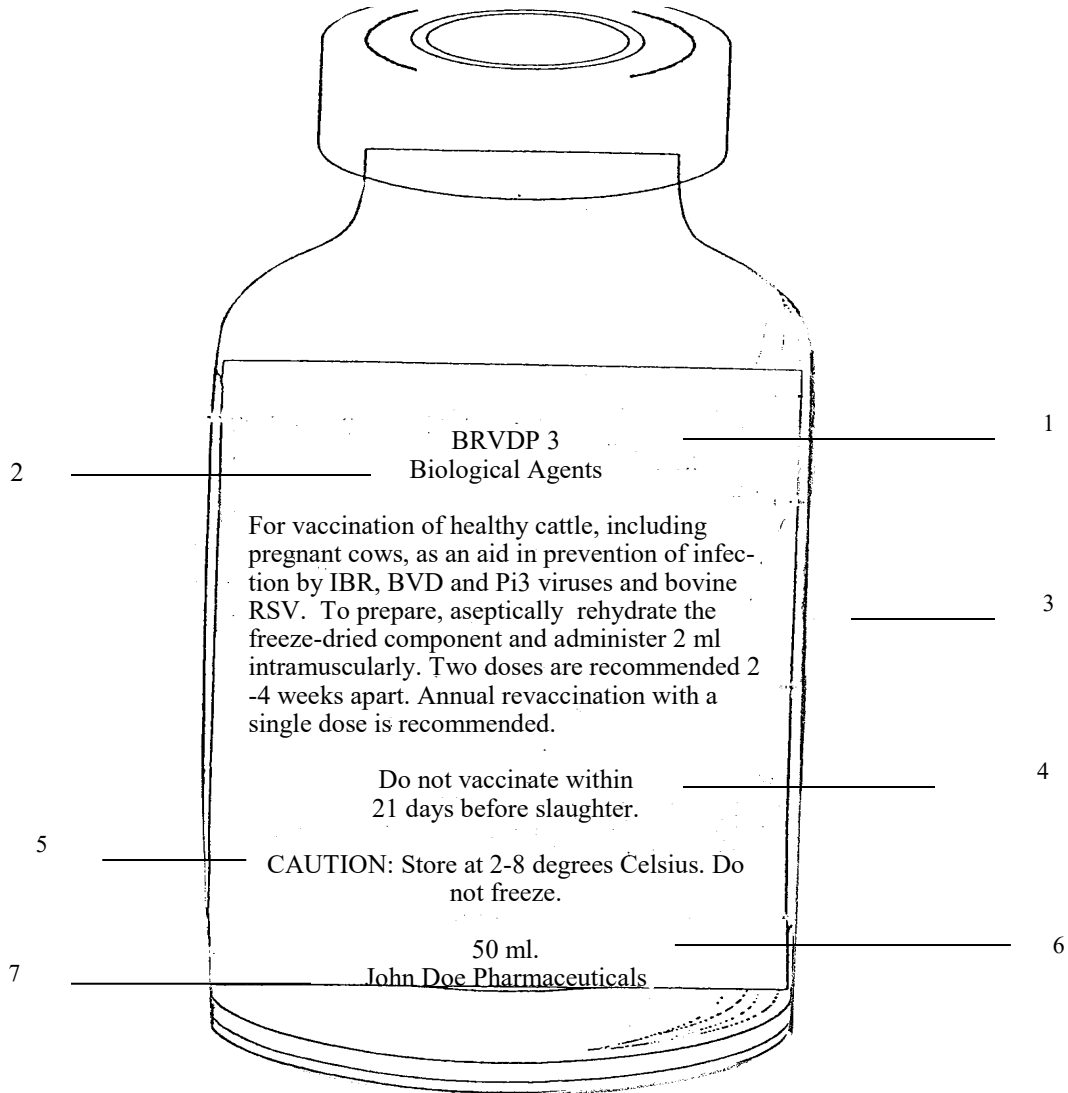 1
BRVDP 3
2
Biological Agents
For vaccination of healthy cattle, including
pregnant cows, as an aid in prevention of infec-
tion by IBR, BVD and Pi3 viruses and bovine
RSV. To prepare, aseptically rehydrate the
3
freeze-dried component and administer 2 ml
intramuscularly. Two doses are recommended 2
-4 weeks apart. Annual revaccination with a
single dose is recommended.
4
Do not vaccinate within
21 days before slaughter.
5
CAUTION: Store at 2-8 degrees Celsius. Do
not freeze.
50 ml.
6
7
John Doe Pharmaceuticals